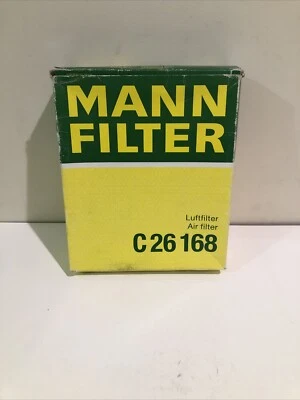 MANN
FILTER
Luftfilter
Air filter
C 26 168